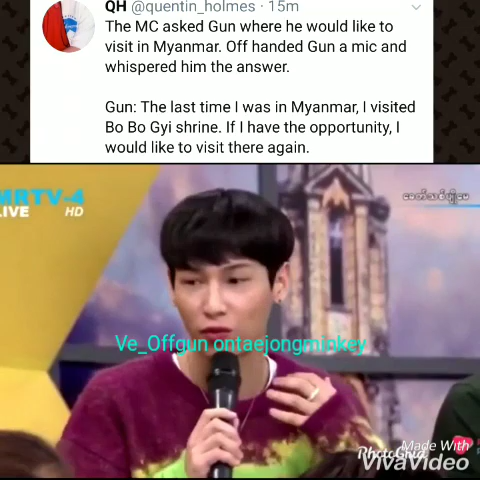 QH @quentin_holmes · 15m
The MC asked Gun where he would like to
visit in Myanmar. Off handed Gun a mic and
whispered him the answer.
Gun: The last time I was in Myanmar, I visited
Bo Bo Gyi shrine. If I have the opportunity, I
would like to visit there again.
MRTV-4
LIVE HD
Ve_Offgun ontaejongminkey
Made With
PhotoGrid
VivaVideo